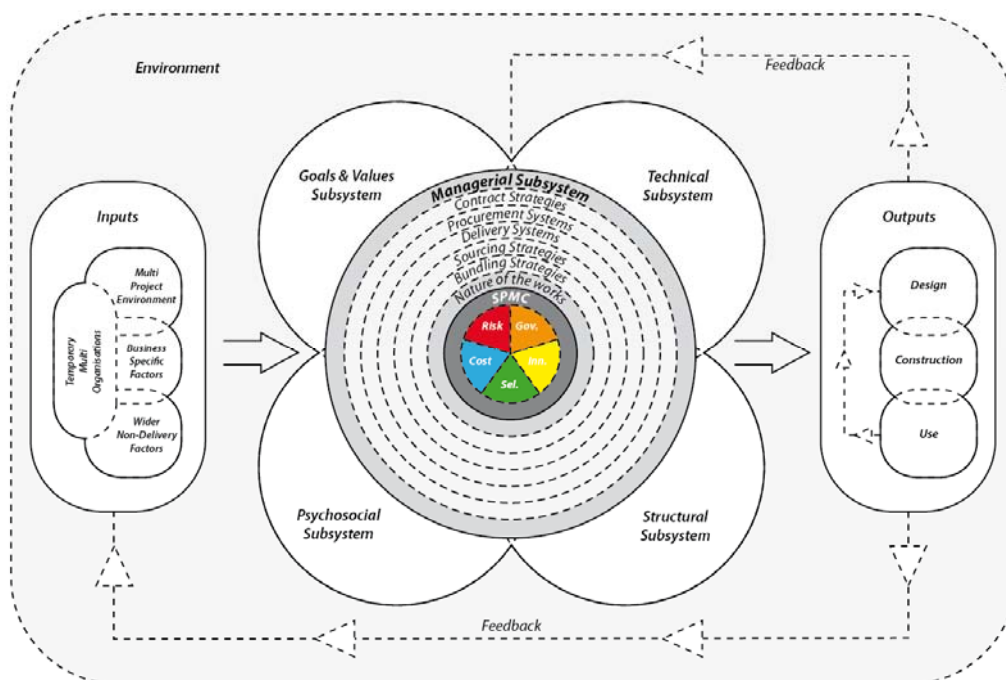 Environment
Feedback
Goals & Values
Subsystem
Technical
Subsystem
Managerial Subsystem
Contract Strategies
Procurement Systems
Delivery Systems
Sourcing Strategies
Bundling Strategies
Nature of the works
SPMC
Risk
Gov.
Cost
Inn.
Sel.
Inputs
Multi
Project
Environment
Temporary
Multi
Organisations
Business
Specific
Factors
Wider
Non-Delivery
Factors
Outputs
Design
Construction
Use
Psychosocial
Subsystem
Structural
Subsystem
Feedback